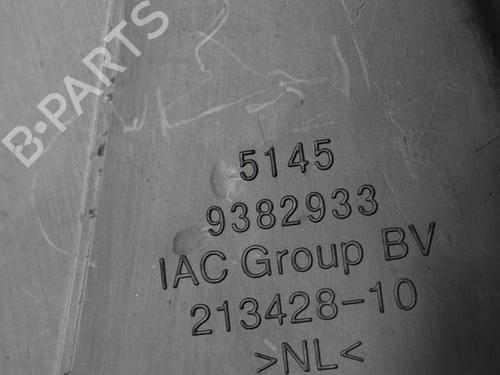 B-PARTS
5145
9382933
IAC Group BV
213428-10
>NL<